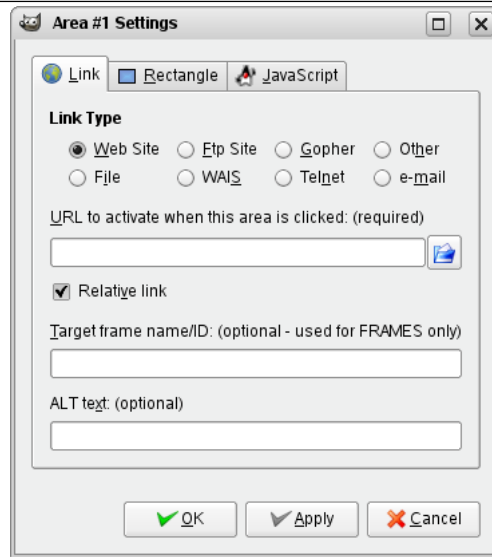 Area #1 Settings
Link Rectangle JavaScript
Link Type
Web Site Ftp Site Gopher Other
File WAIS Telnet e-mail
URL to activate when this area is clicked: (required)
Relative link
Target frame name/ID: (optional - used for FRAMES only)
ALT text: (optional)
OK Apply Cancel